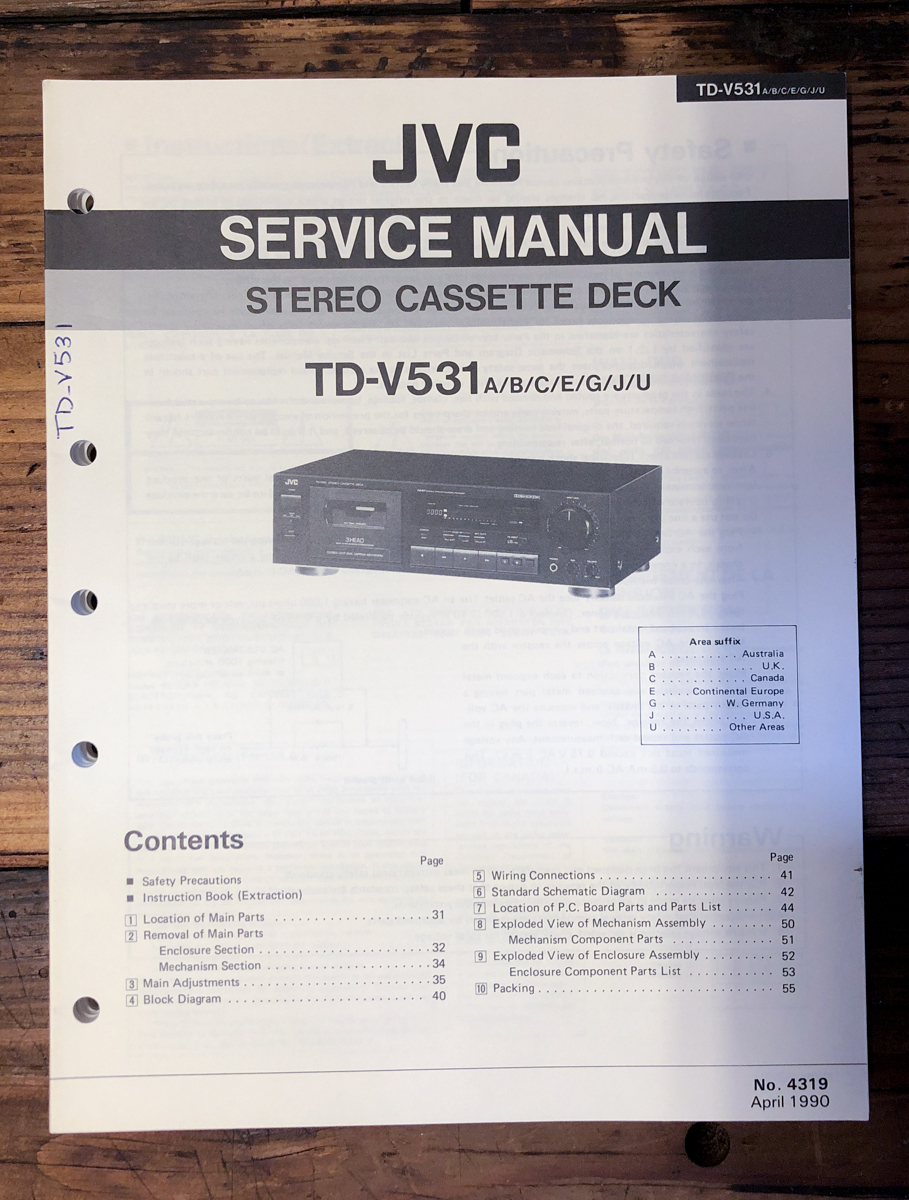 TD-V531 A/B/C/E/G/J/U
JVC
SERVICE MANUAL
STEREO CASSETTE DECK
TD-V531
TD-V531 A/B/C/E/G/J/U
JVC
3HEAD
Area suffix
A . . . . . . . . . . Australia
B . . . . . . . . . . . . U.K.
C . . . . . . . . . . . Canada
E . . . . Continental Europe
G . . . . . . . . W. Germany
J . . . . . . . . . . . U.S.A.
U . . . . . . . . Other Areas
Contents
Page
■ Safety Precautions
■ Instruction Book (Extraction)
1 Location of Main Parts . . . . . . . . . . . . . . . . . . . . . . 31
2 Removal of Main Parts
Enclosure Section . . . . . . . . . . . . . . . . . . . . . . . . 32
Mechanism Section . . . . . . . . . . . . . . . . . . . . . . . 34
3 Main Adjustments . . . . . . . . . . . . . . . . . . . . . . . . . 35
4 Block Diagram . . . . . . . . . . . . . . . . . . . . . . . . . . . 40
Page
5 Wiring Connections . . . . . . . . . . . . . . . . . . . . . . . . 41
6 Standard Schematic Diagram . . . . . . . . . . . . . . . . . 42
7 Location of P.C. Board Parts and Parts List . . . . . . 44
8 Exploded View of Mechanism Assembly . . . . . . . . . 50
Mechanism Component Parts . . . . . . . . . . . . . . 51
9 Exploded View of Enclosure Assembly . . . . . . . . . . 52
Enclosure Component Parts List . . . . . . . . . . . . 53
10 Packing . . . . . . . . . . . . . . . . . . . . . . . . . . . . . . . 55
No. 4319
April 1990